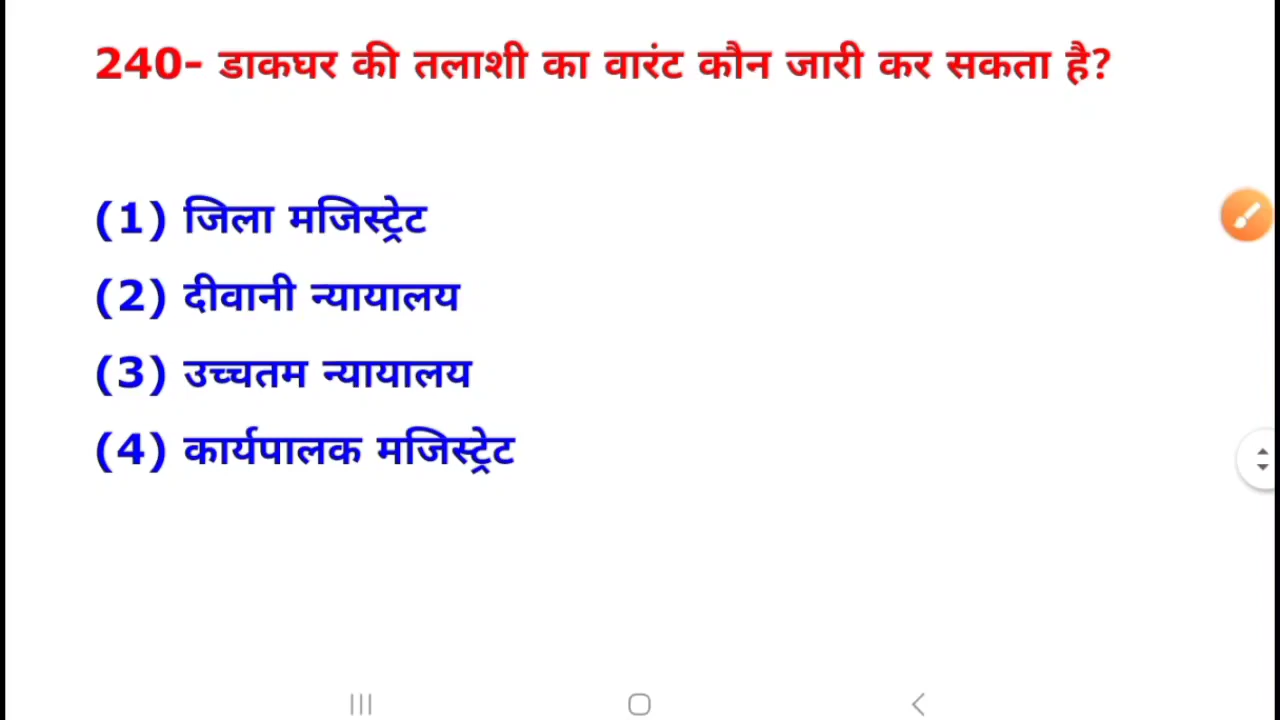 240- डाकघर की तलाशी का वारंट कौन जारी कर सकता है?
(1) जिला मजिस्ट्रेट
(2) दीवानी न्यायालय
(3) उच्चतम न्यायालय
(4) कार्यपालक मजिस्ट्रेट